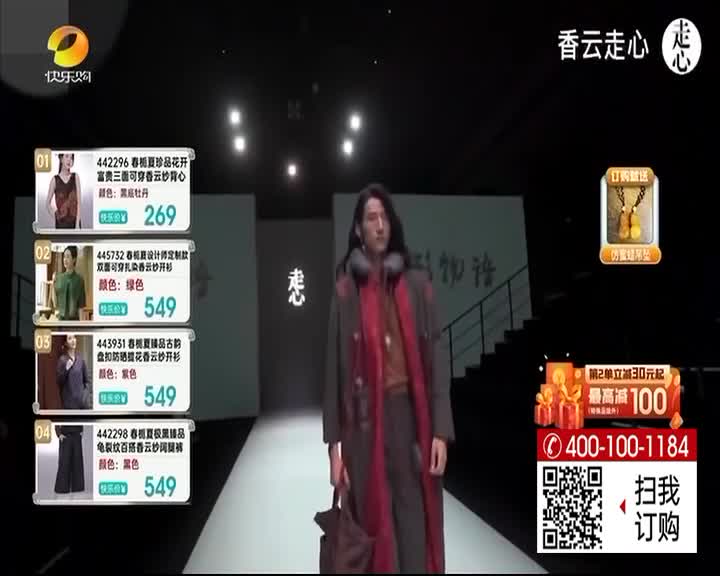 快乐购
香云走心
走心
01
442296 春栀夏珍品花开
富贵三面可穿香云纱背心
颜色：黑底牡丹
快乐价¥ 269
02
445732 春栀夏设计师定制款
双面可穿扎染香云纱开衫
颜色：绿色
快乐价¥ 549
03
443931 春栀夏臻品古韵
盘扣防晒提花香云纱开衫
颜色：紫色
快乐价¥ 549
04
442298 春栀夏极黑臻品
龟裂纹百搭香云纱阔腿裤
颜色：黑色
快乐价¥ 549
走心
物语
订购就送
仿蜜蜡吊坠
第2单立减30元起
最高减 100
(特殊品除外)
400-100-1184
扫我
订购